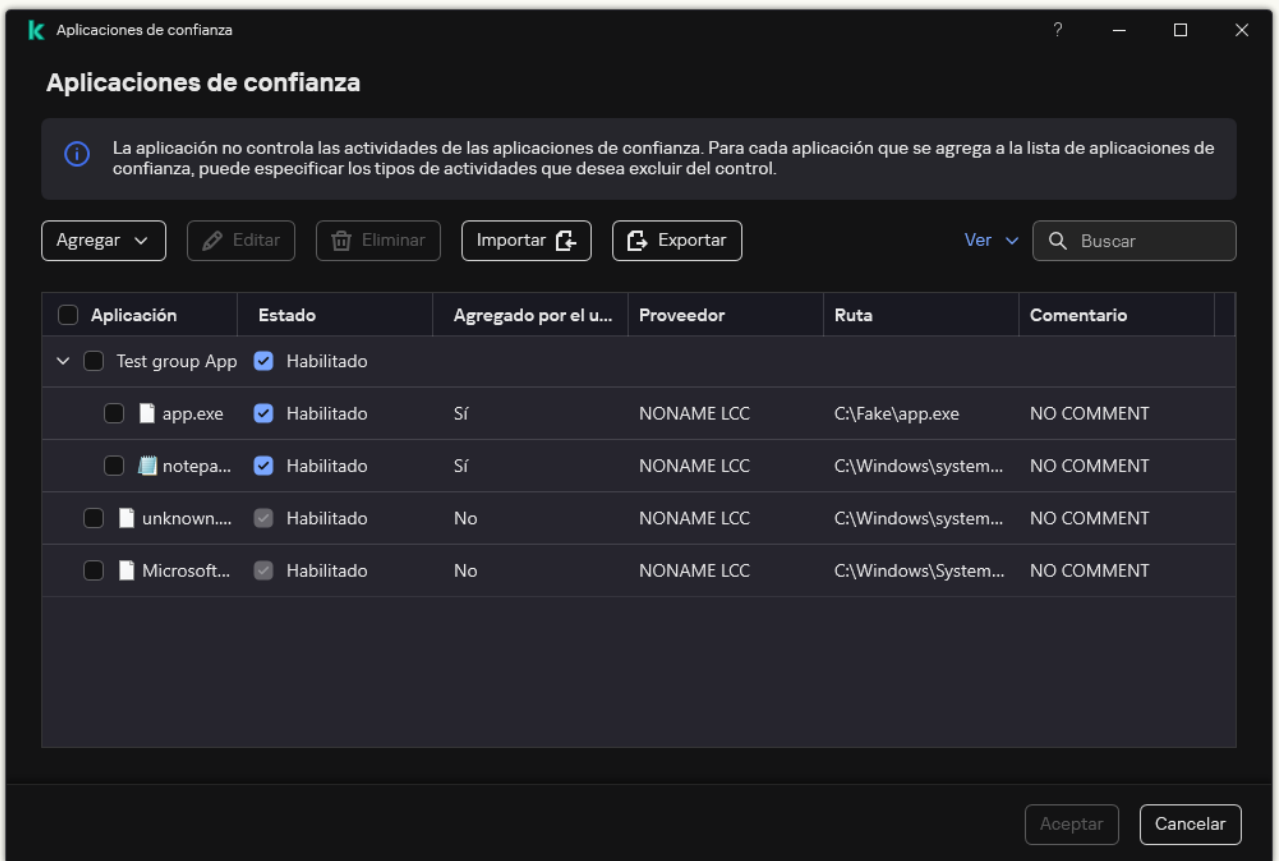 Aplicaciones de confianza
?
Aplicaciones de confianza
La aplicación no controla las actividades de las aplicaciones de confianza. Para cada aplicación que se agrega a la lista de aplicaciones de
confianza, puede especificar los tipos de actividades que desea excluir del control.
Agregar Editar Eliminar Importar Exportar Ver Buscar
Aplicación Estado Agregado por el u... Proveedor Ruta Comentario
Test group App Habilitado
app.exe Habilitado Sí NONAME LCC C:\Fake\app.exe NO COMMENT
notepa... Habilitado Sí NONAME LCC C:\Windows\system... NO COMMENT
unknown.... Habilitado No NONAME LCC C:\Windows\system... NO COMMENT
Microsoft... Habilitado No NONAME LCC C:\Windows\System... NO COMMENT
Aceptar Cancelar